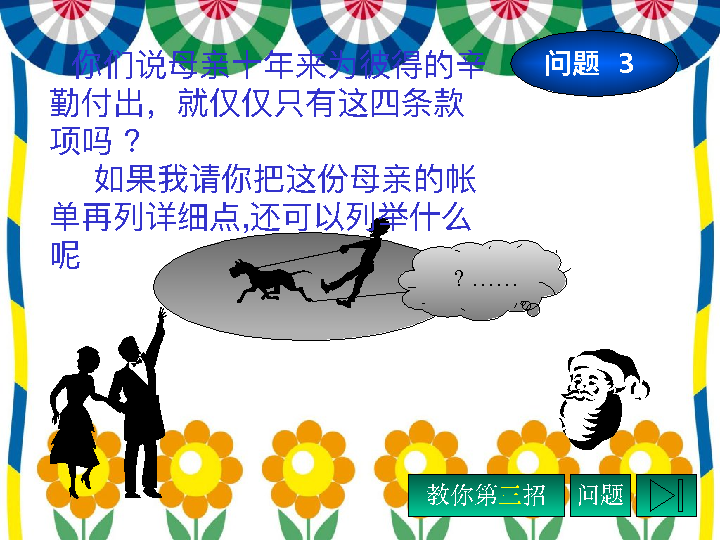 你们说母亲十年来为彼得的辛
勤付出，就仅仅只有这四条款
项吗？
如果我请你把这份母亲的帐
单再列详细点,还可以列举什么
呢
问题 3
？……
教你第三招
问题